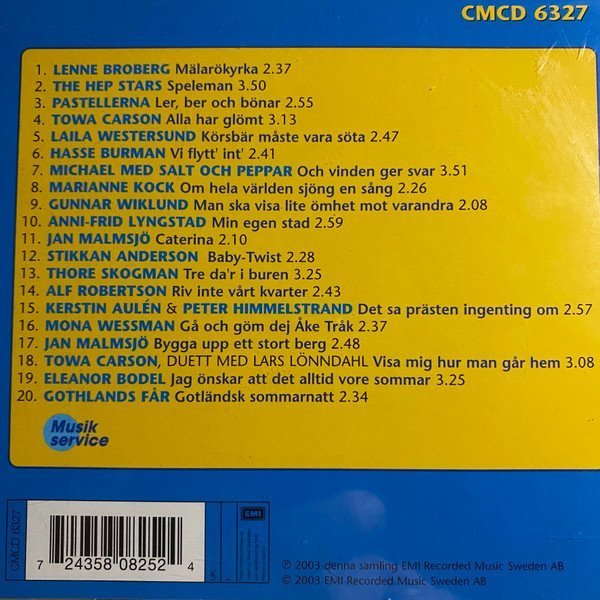 CMCD 6327
1. LENNE BROBERG Mälarökyrka 2.37
2. THE HEP STARS Speleman 3.50
3. PASTELLERNA Ler, ber och bönar 2.55
4. TOWA CARSON Alla har glömt 3.13
5. LAILA WESTERSUND Körsbär måste vara söta 2.47
6. HASSE BURMAN Vi flytt' int' 2.41
7. MICHAEL MED SALT OCH PEPPAR Och vinden ger svar 3.51
8. MARIANNE KOCK Om hela världen sjöng en sång 2.26
9. GUNNAR WIKLUND Man ska visa lite ömhet mot varandra 2.08
10. ANNI-FRID LYNGSTAD Min egen stad 2.59
11. JAN MALMSJÖ Caterina 2.10
12. STIKKAN ANDERSON Baby-Twist 2.28
13. THORE SKOGMAN Tre da'r i buren 3.25
14. ALF ROBERTSON Riv inte vårt kvarter 2.43
15. KERSTIN AULÉN & PETER HIMMELSTRAND Det sa prästen ingenting om 2.57
16. MONA WESSMAN Gå och göm dej Åke Tråk 2.37
17. JAN MALMSJÖ Bygga upp ett stort berg 2.48
18. TOWA CARSON, DUETT MED LARS LÖNNDAHL Visa mig hur man går hem 3.08
19. ELEANOR BODEL Jag önskar att det alltid vore sommar 3.25
20. GOTHLANDS FÅR Gotländsk sommarnatt 2.34
Musik
service
CMCD 6327
7 24358 08252 4
EMI
℗ 2003 denna samling EMI Recorded Music Sweden AB
© 2003 EMI Recorded Music Sweden AB